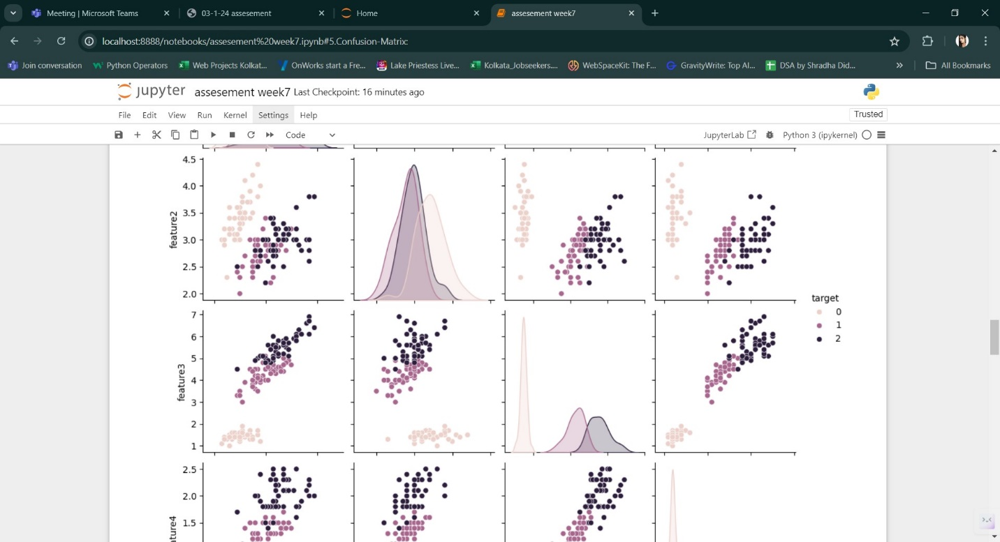 Meeting | Microsoft Teams
03-1-24 assesement
Home
assesement week7
localhost:8888/notebooks/assesement%20week7.ipynb#5.Confusion-Matrix:
Join conversation
Python Operators
Web Projects Kolkat...
OnWorks start a Fre...
Lake Priestess Live...
Kolkata_Jobseekers....
WebSpaceKit: The F...
GravityWrite: Top AI...
DSA by Shradha Did...
All Bookmarks
jupyter assesement week7 Last Checkpoint: 16 minutes ago
File Edit View Run Kernel Settings Help
Trusted
Code
JupyterLab
Python 3 (ipykernel)
4.5
4.0
3.5
3.0
2.5
2.0
feature2
target
0
1
2
7
6
5
4
3
2
1
feature3
2.5
2.0
1.5
ture4